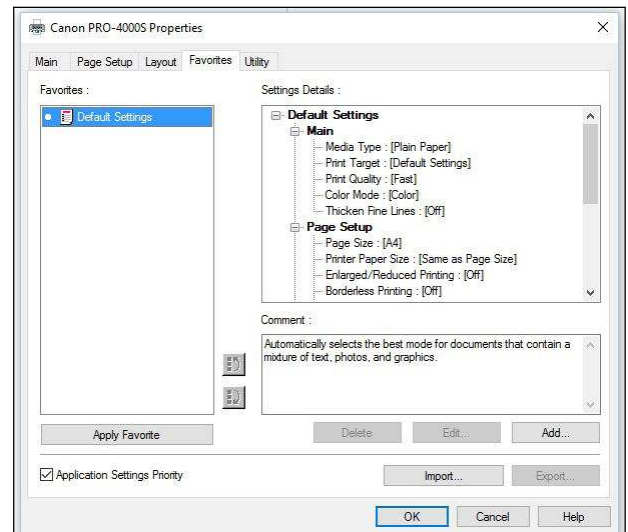 Canon PRO-4000S Properties
Main Page Setup Layout Favorites Utility
Favorites :
Default Settings
Settings Details :
Default Settings
Main
Media Type : [Plain Paper]
Print Target : [Default Settings]
Print Quality : [Fast]
Color Mode : [Color]
Thicken Fine Lines : [Off]
Page Setup
Page Size : [A4]
Printer Paper Size : [Same as Page Size]
Enlarged/Reduced Printing : [Off]
Borderless Printing : [Off]
Comment :
Automatically selects the best mode for documents that contain a
mixture of text, photos, and graphics.
Apply Favorite
Delete Edit... Add...
Application Settings Priority
Import... Export...
OK Cancel Help